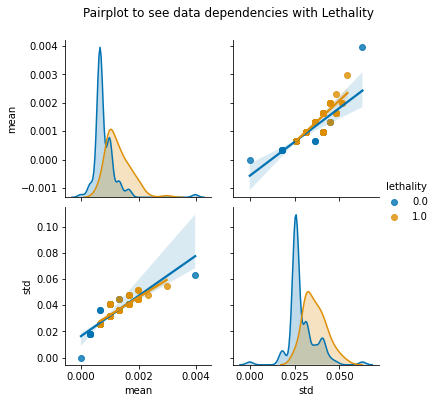 Pairplot to see data dependencies with Lethality
0.004
0.003
0.002
0.001
0.000
−0.001
mean
lethality
0.0
1.0
0.10
0.08
0.06
0.04
0.02
0.00
std
0.000 0.002 0.004
mean
0.000 0.025 0.050
std